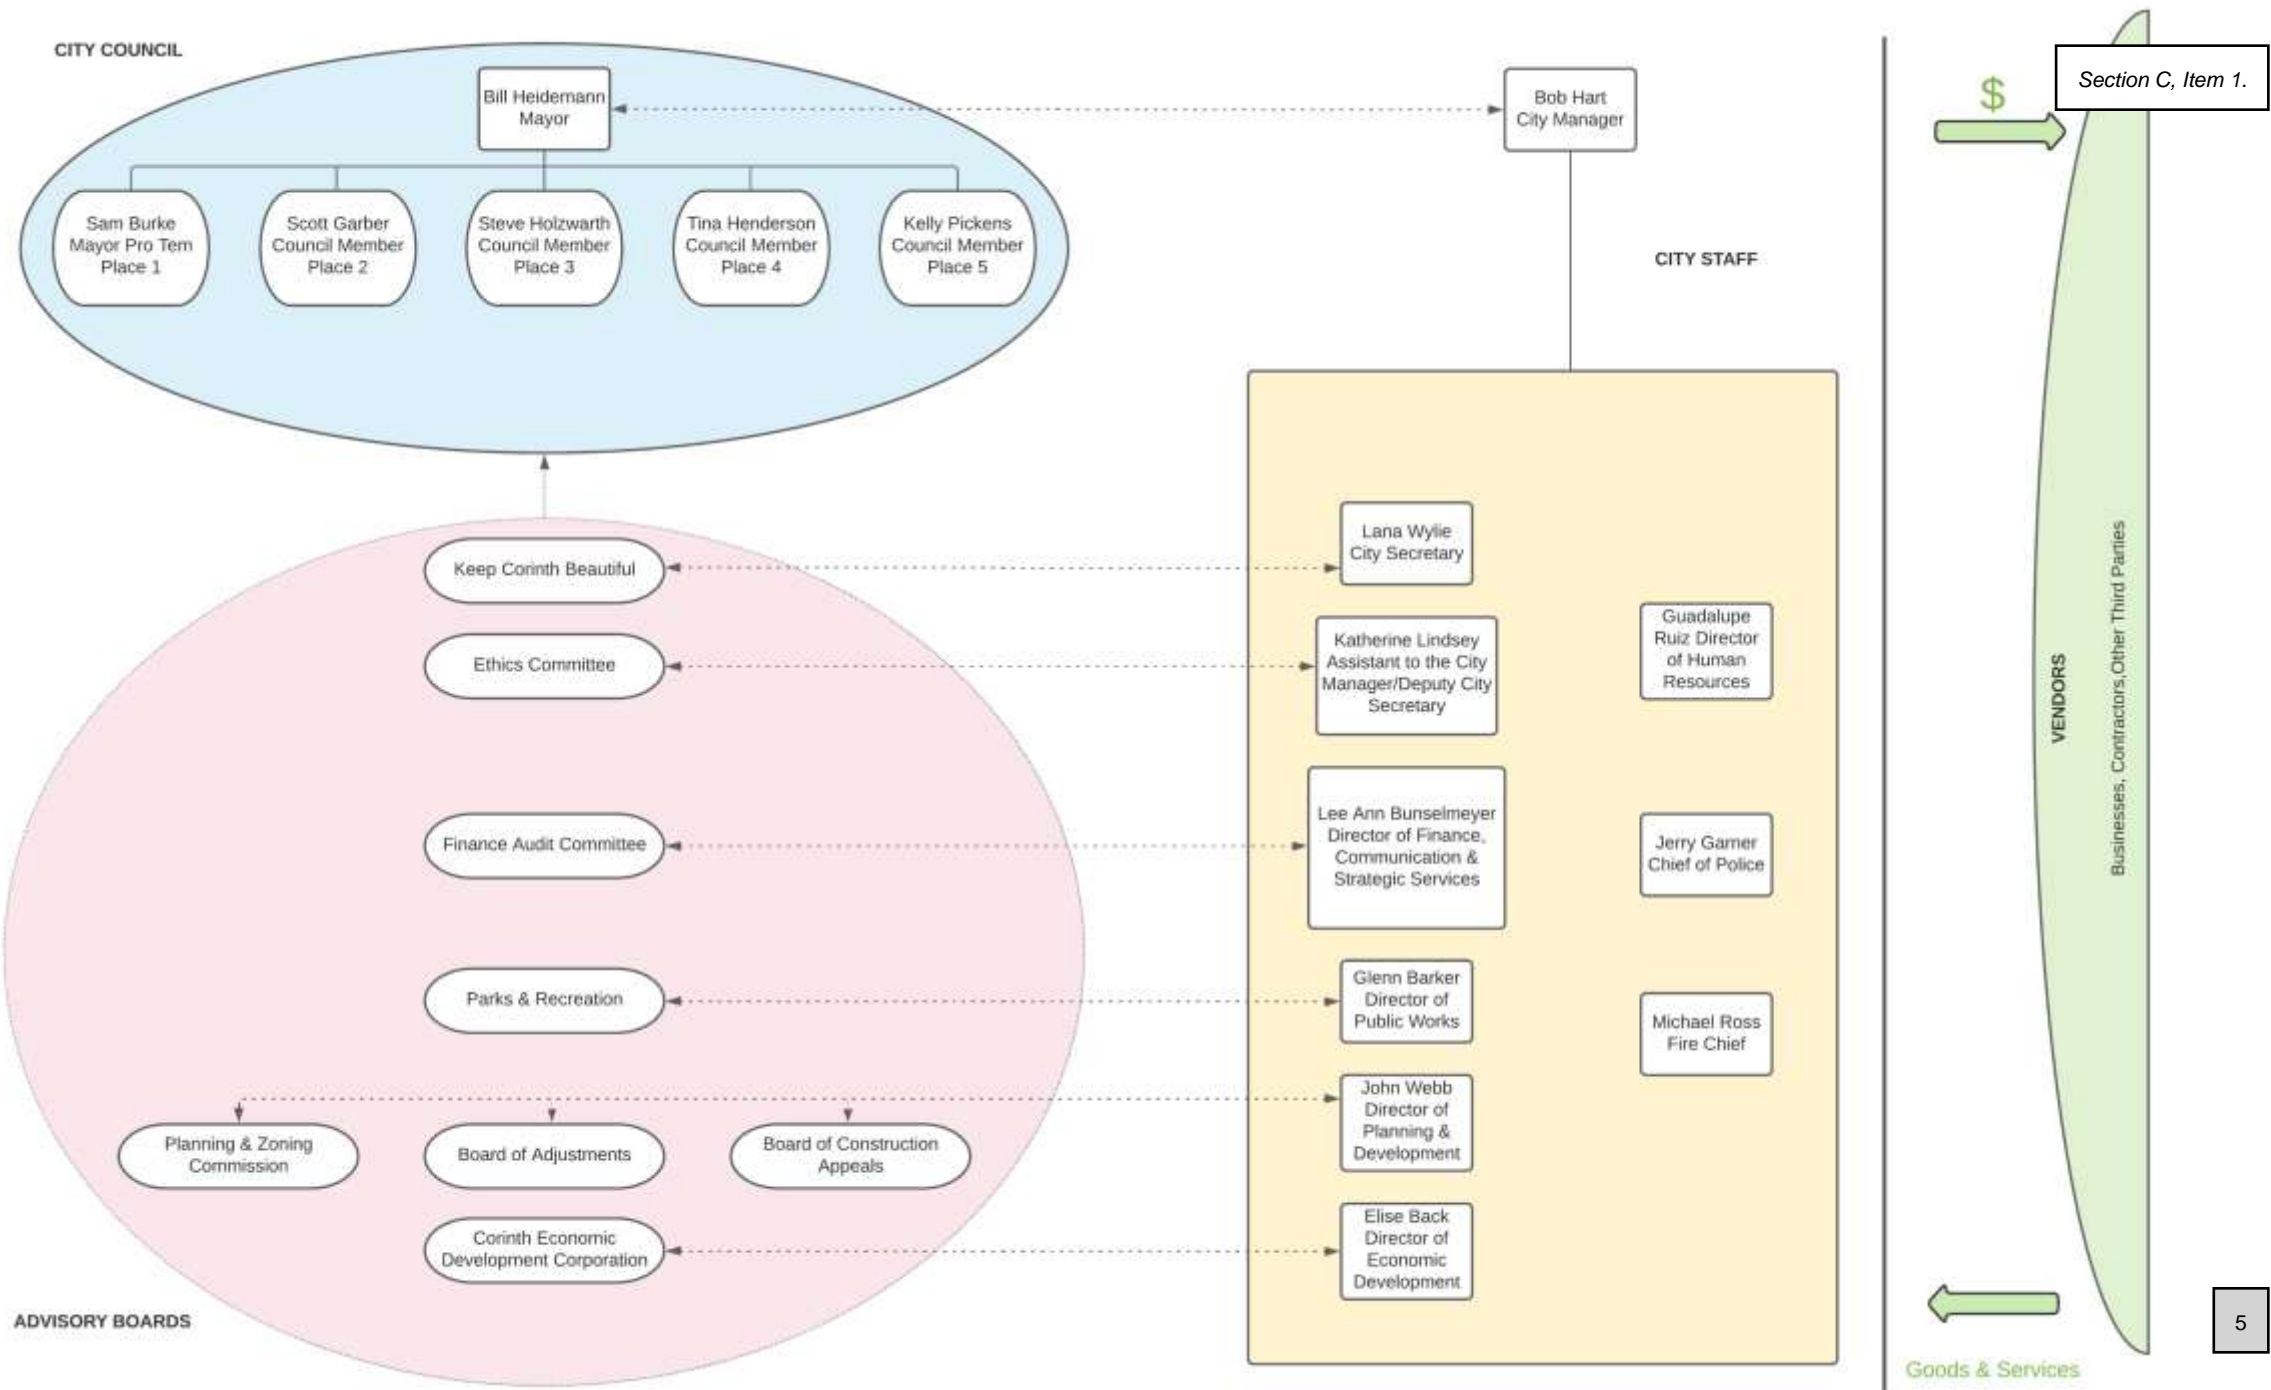 CITY COUNCIL
Bill Heidemann
Mayor
Sam Burke
Mayor Pro Tem
Place 1
Scott Garber
Council Member
Place 2
Steve Holzwarth
Council Member
Place 3
Tina Henderson
Council Member
Place 4
Kelly Pickens
Council Member
Place 5
Bob Hart
City Manager
CITY STAFF
$
Section C, Item 1.
Keep Corinth Beautiful
Ethics Committee
Finance Audit Committee
Parks & Recreation
Planning & Zoning
Commission
Board of Adjustments
Board of Construction
Appeals
Corinth Economic
Development Corporation
ADVISORY BOARDS
Lana Wylie
City Secretary
Katherine Lindsey
Assistant to the City
Manager/Deputy City
Secretary
Lee Ann Bunselmeyer
Director of Finance,
Communication &
Strategic Services
Glenn Barker
Director of
Public Works
John Webb
Director of
Planning &
Development
Elise Back
Director of
Economic
Development
Guadalupe
Ruiz Director
of Human
Resources
Jerry Garner
Chief of Police
Michael Ross
Fire Chief
VENDORS
Businesses, Contractors,Other Third Parties
Goods & Services
5